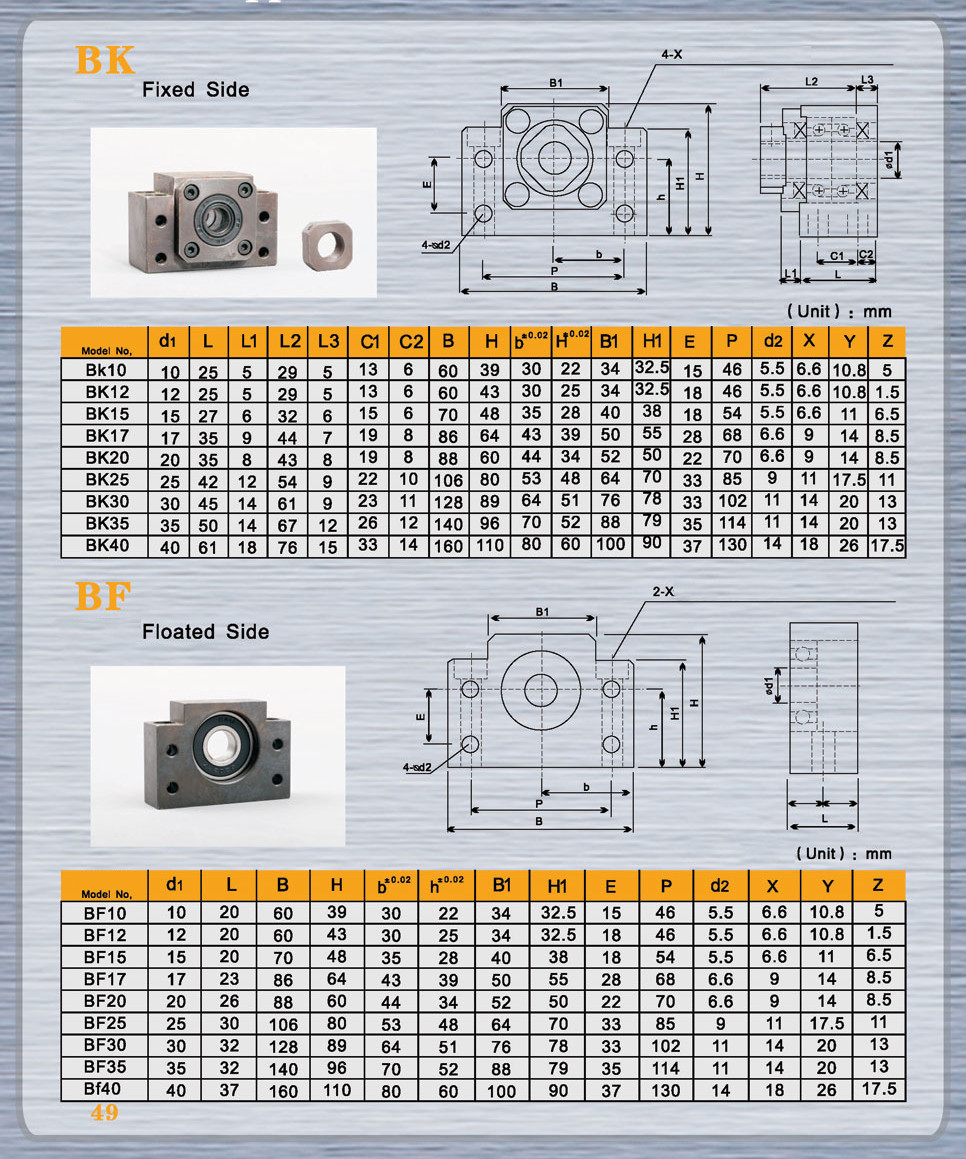 BK
Fixed Side
4-X
B1
L2
L3
E
h
H1
H
ød1
4-ød2
b
P
B
C1
C2
L1
L
(Unit) : mm
Model No, d1 L L1 L2 L3 C1 C2 B H b±0.02 H±0.02 B1 H1 E P d2 X Y Z
Bk10 10 25 5 29 5 13 6 60 39 30 22 34 32.5 15 46 5.5 6.6 10.8 5
BK12 12 25 5 29 5 13 6 60 43 30 25 34 32.5 18 46 5.5 6.6 10.8 1.5
BK15 15 27 6 32 6 15 6 70 48 35 28 40 38 18 54 5.5 6.6 11 6.5
BK17 17 35 9 44 7 19 8 86 64 43 39 50 55 28 68 6.6 9 14 8.5
BK20 20 35 8 43 8 19 8 88 60 44 34 52 50 22 70 6.6 9 14 8.5
BK25 25 42 12 54 9 22 10 106 80 53 48 64 70 33 85 9 11 17.5 11
BK30 30 45 14 61 9 23 11 128 89 64 51 76 78 33 102 11 14 20 13
BK35 35 50 14 67 12 26 12 140 96 70 52 88 79 35 114 11 14 20 13
BK40 40 61 18 76 15 33 14 160 110 80 60 100 90 37 130 14 18 26 17.5
BF
Floated Side
2-X
B1
E
h
H1
H
ød1
4-ød2
b
P
B
L
(Unit) : mm
Model No, d1 L B H b±0.02 h±0.02 B1 H1 E P d2 X Y Z
BF10 10 20 60 39 30 22 34 32.5 15 46 5.5 6.6 10.8 5
BF12 12 20 60 43 30 25 34 32.5 18 46 5.5 6.6 10.8 1.5
BF15 15 20 70 48 35 28 40 38 18 54 5.5 6.6 11 6.5
BF17 17 23 86 64 43 39 50 55 28 68 6.6 9 14 8.5
BF20 20 26 88 60 44 34 52 50 22 70 6.6 9 14 8.5
BF25 25 30 106 80 53 48 64 70 33 85 9 11 17.5 11
BF30 30 32 128 89 64 51 76 78 33 102 11 14 20 13
BF35 35 32 140 96 70 52 88 79 35 114 11 14 20 13
Bf40 40 37 160 110 80 60 100 90 37 130 14 18 26 17.5
49